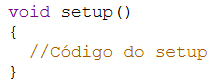 void setup()
{
  //Código do setup
}